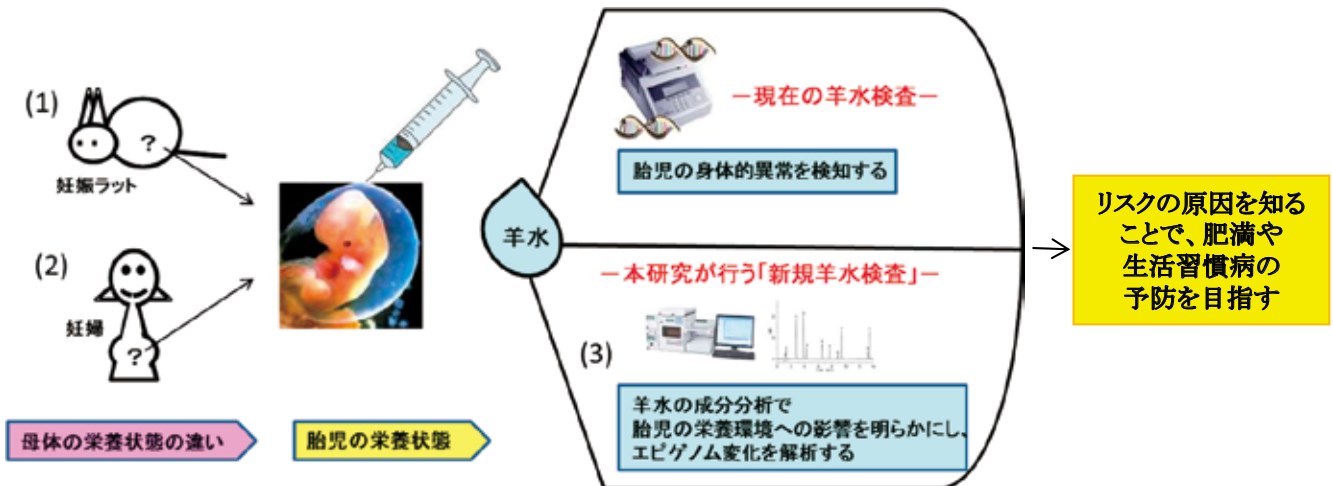 (1)
?
妊娠ラット
(2)
妊婦
?
母体の栄養状態の違い
胎児の栄養状態
羊水
－現在の羊水検査－
胎児の身体的異常を検知する
－本研究が行う「新規羊水検査」－
(3)
羊水の成分分析で
胎児の栄養環境への影響を明らかにし、
エピゲノム変化を解析する
リスクの原因を知る
ことで、肥満や
生活習慣病の
予防を目指す